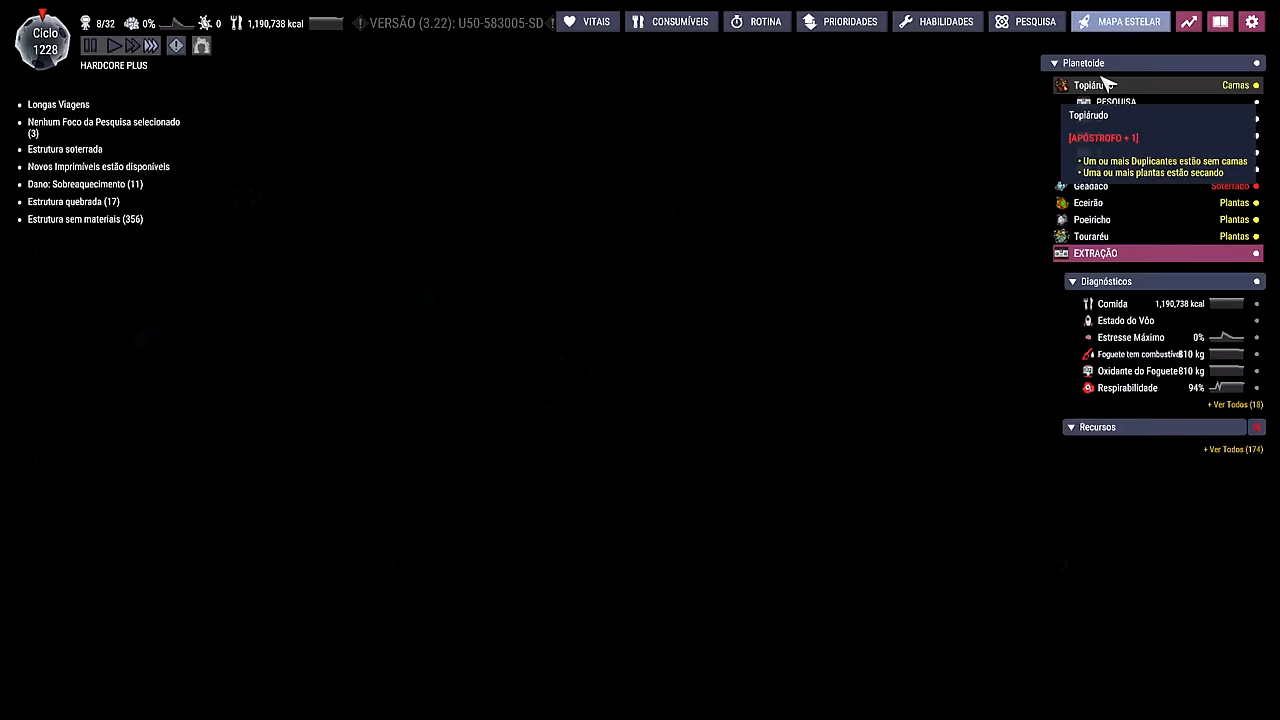 Ciclo
1228
8/32
0%
0
1,190,738 kcal
VERSÃO (3.22): U50-583005-SD
VITAIS
CONSUMÍVEIS
ROTINA
PRIORIDADES
HABILIDADES
PESQUISA
MAPA ESTELAR
HARDCORE PLUS
Longas Viagens
Nenhum Foco da Pesquisa selecionado
(3)
Estrutura soterrada
Novos Imprimíveis estão disponíveis
Dano: Sobreaquecimento (11)
Estrutura quebrada (17)
Estrutura sem materiais (356)
Planetoide
Topiárudo Camas
PESQUISA
Topiárudo
[APÓSTROFO + 1]
• Um ou mais Duplicantes estão sem camas
• Uma ou mais plantas estão secando
Geadaco Soterrado
Eceirão Plantas
Poeiricho Plantas
Touraréu Plantas
EXTRAÇÃO
Diagnósticos
Comida 1,190,738 kcal
Estado do Vôo
Estresse Máximo 0%
Foguete tem combustível 810 kg
Oxidante do Foguete 810 kg
Respirabilidade 94%
+ Ver Todos (18)
Recursos
+ Ver Todos (174)